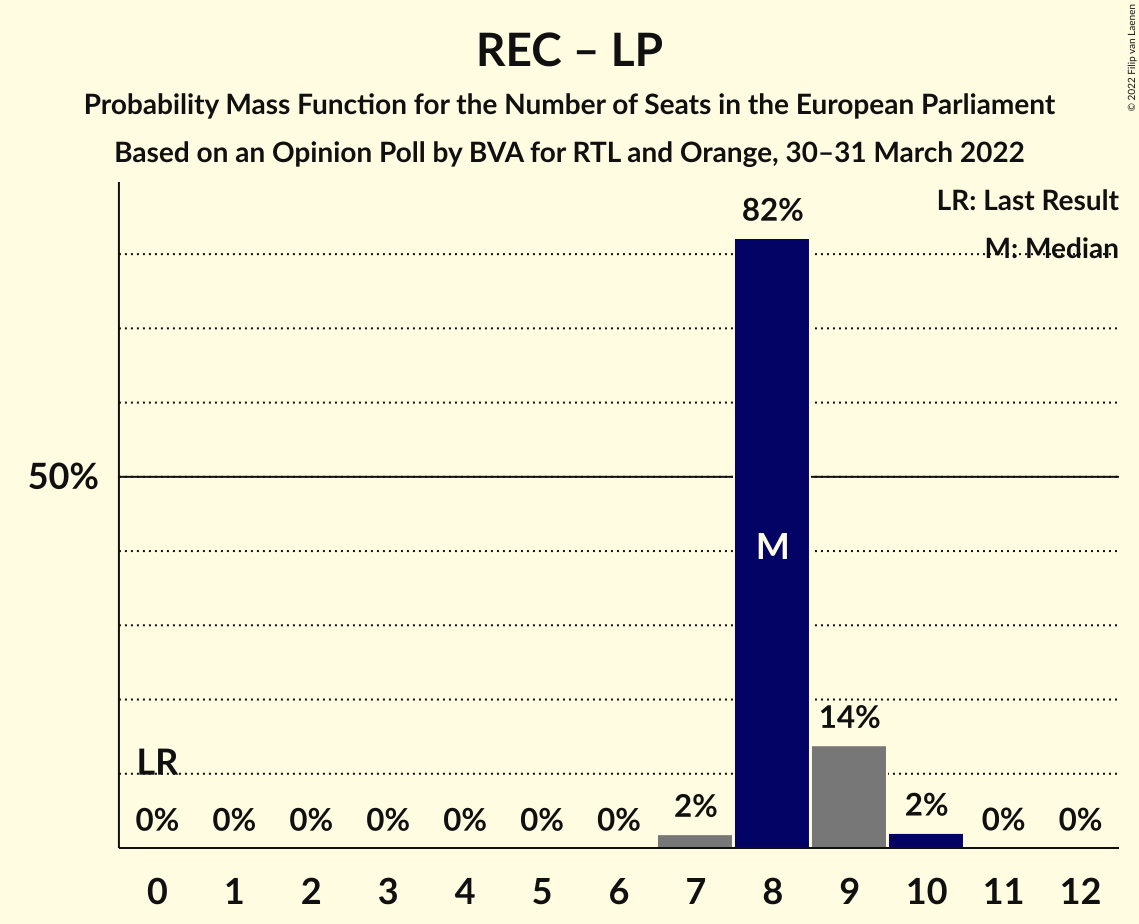 REC – LP
Probability Mass Function for the Number of Seats in the European Parliament
Based on an Opinion Poll by BVA for RTL and Orange, 30–31 March 2022
© 2022 Filip van Laenen
LR: Last Result
M: Median
82%
50%
M
14%
LR
0% 0% 0% 0% 0% 0% 0% 2% 2% 0% 0%
0 1 2 3 4 5 6 7 8 9 10 11 12